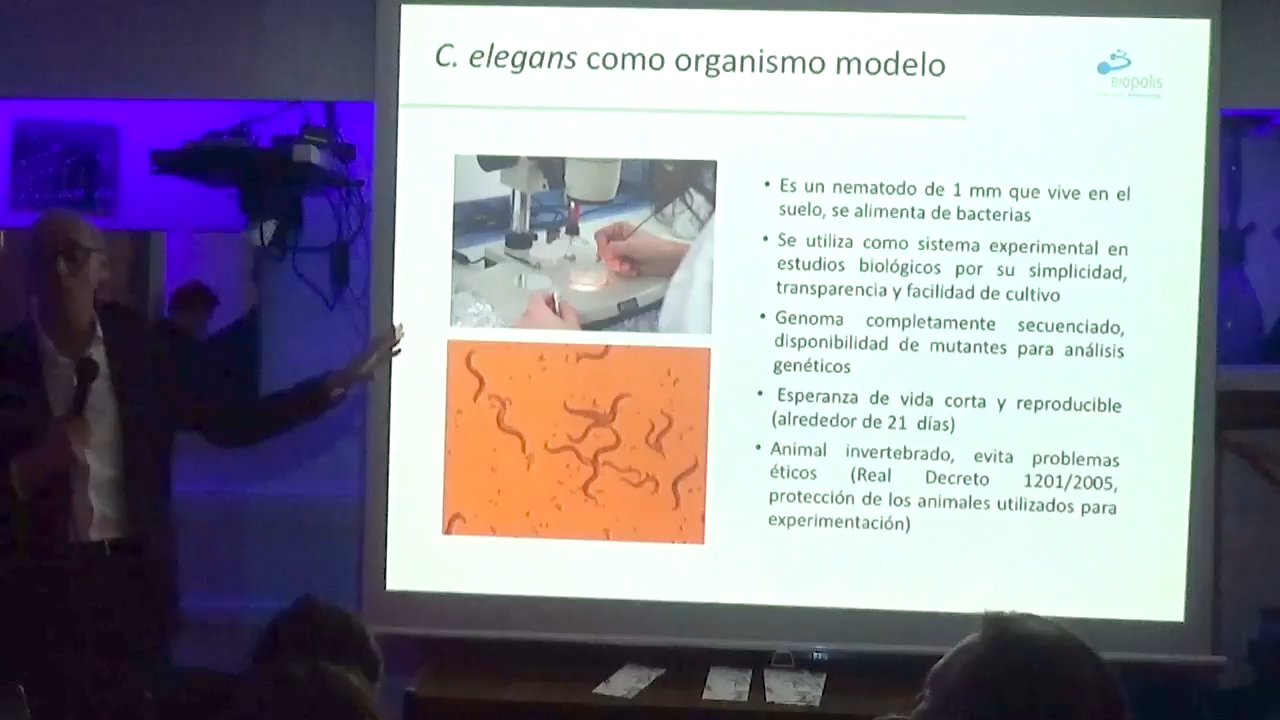 C. elegans como organismo modelo
Biopolis
• Es un nematodo de 1 mm que vive en el
suelo, se alimenta de bacterias
• Se utiliza como sistema experimental en
estudios biológicos por su simplicidad,
transparencia y facilidad de cultivo
• Genoma completamente secuenciado,
disponibilidad de mutantes para análisis
genéticos
• Esperanza de vida corta y reproducible
(alrededor de 21 días)
• Animal invertebrado, evita problemas
éticos (Real Decreto 1201/2005,
protección de los animales utilizados para
experimentación)